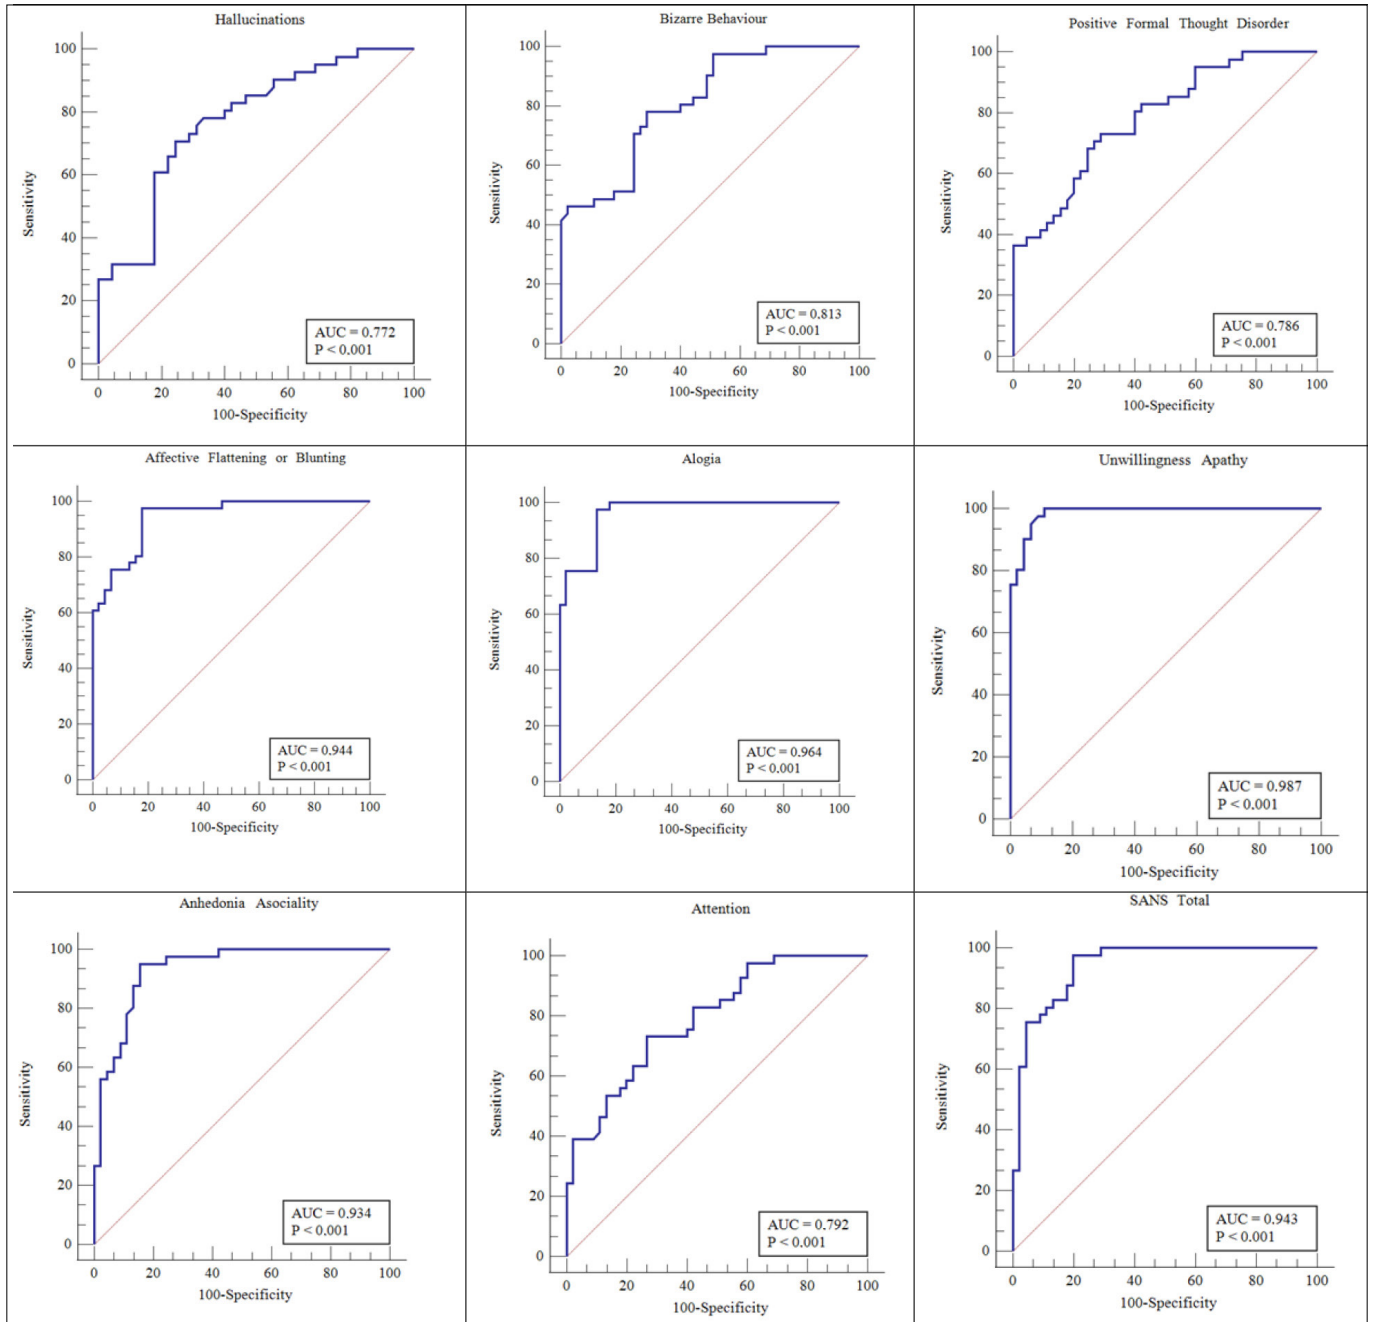 Hallucinations
100
80
60
40
20
0
Sensitivity
AUC = 0.772
P < 0.001
0 20 40 60 80 100
100-Specificity
Bizarre Behaviour
100
80
60
40
20
0
Sensitivity
AUC = 0.813
P < 0.001
0 20 40 60 80 100
100-Specificity
Positive Formal Thought Disorder
100
80
60
40
20
0
Sensitivity
AUC = 0.786
P < 0.001
0 20 40 60 80 100
100-Specificity
Affective Flattening or Blunting
100
80
60
40
20
0
Sensitivity
AUC = 0.944
P < 0.001
0 20 40 60 80 100
100-Specificity
Alogia
100
80
60
40
20
0
Sensitivity
AUC = 0.964
P < 0.001
0 20 40 60 80 100
100-Specificity
Unwillingness Apathy
100
80
60
40
20
0
Sensitivity
AUC = 0.987
P < 0.001
0 20 40 60 80 100
100-Specificity
Anhedonia Asociality
100
80
60
40
20
0
Sensitivity
AUC = 0.934
P < 0.001
0 20 40 60 80 100
100-Specificity
Attention
100
80
60
40
20
0
Sensitivity
AUC = 0.792
P < 0.001
0 20 40 60 80 100
100-Specificity
SANS Total
100
80
60
40
20
0
Sensitivity
AUC = 0.943
P < 0.001
0 20 40 60 80 100
100-Specificity